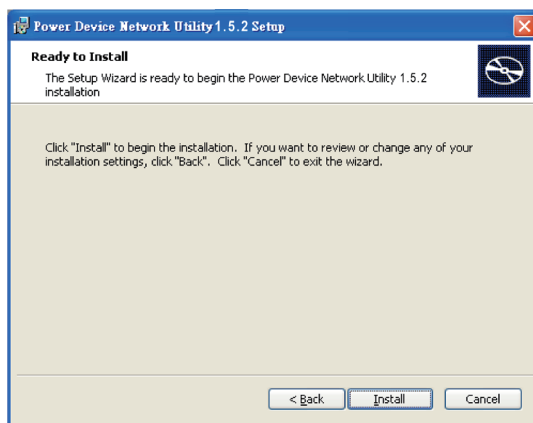 Power Device Network Utility 1.5.2 Setup
Ready to Install
The Setup Wizard is ready to begin the Power Device Network Utility 1.5.2
installation
Click "Install" to begin the installation. If you want to review or change any of your
installation settings, click "Back". Click "Cancel" to exit the wizard.
< Back Install Cancel